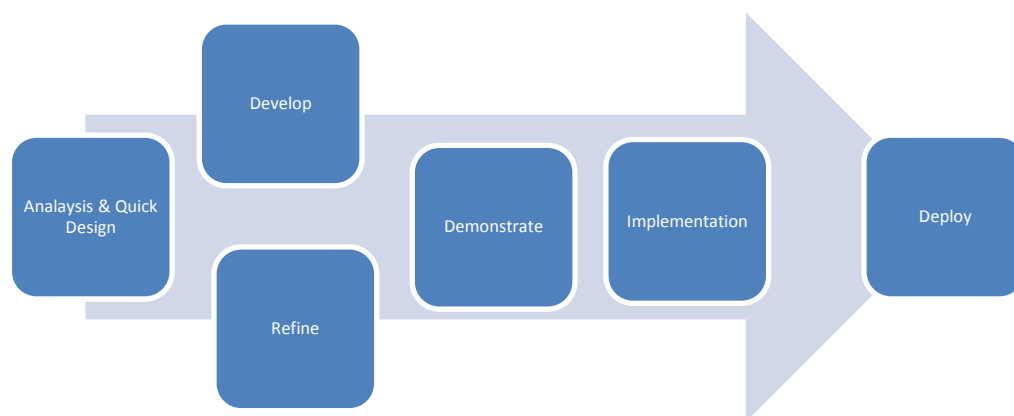 Develop
Analaysis & Quick
Design
Demonstrate
Implementation
Deploy
Refine